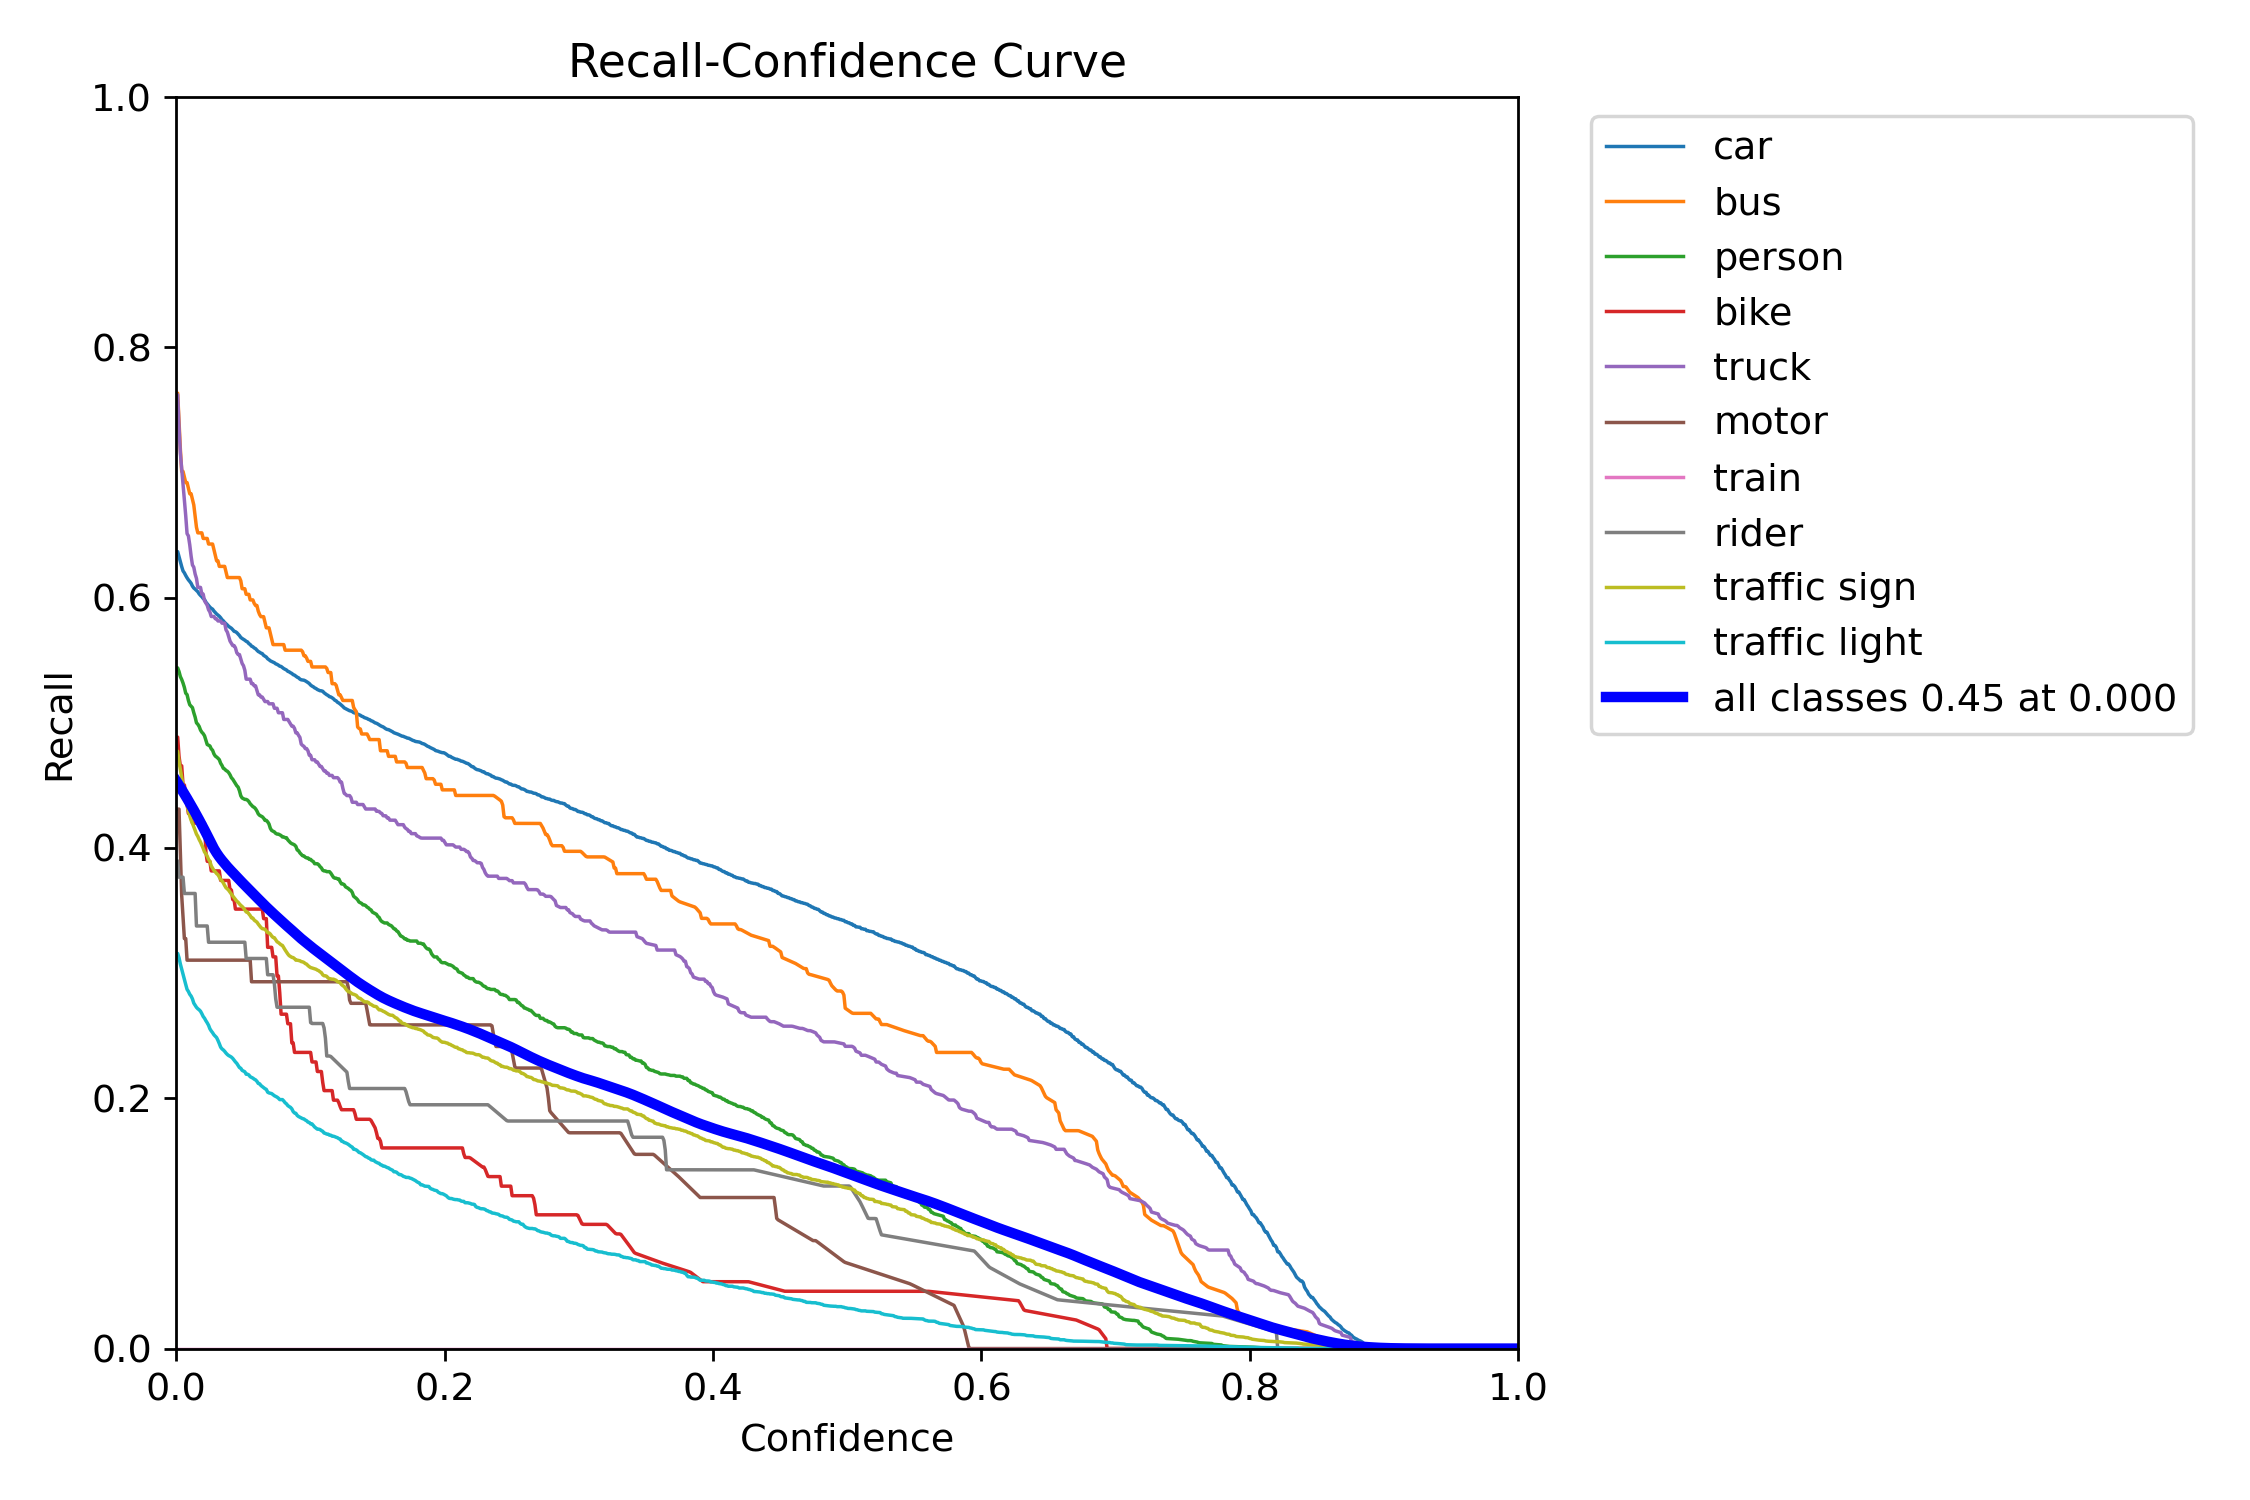 Recall-Confidence Curve
1.0
0.8
0.6
0.4
0.2
0.0
Recall
0.0 0.2 0.4 0.6 0.8 1.0
Confidence
car
bus
person
bike
truck
motor
train
rider
traffic sign
traffic light
all classes 0.45 at 0.000